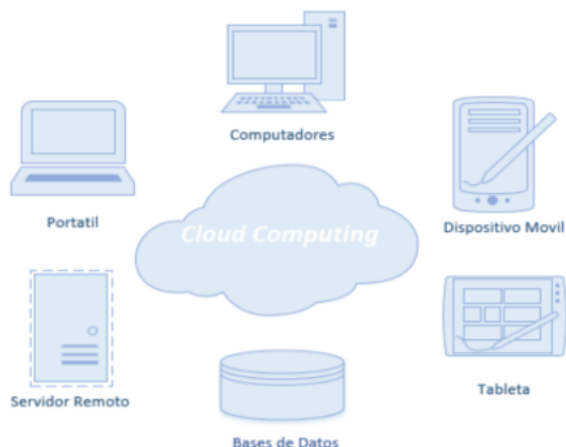 Computadores
Portatil
Dispositivo Movil
Cloud Computing
Servidor Remoto
Tableta
Bases de Datos